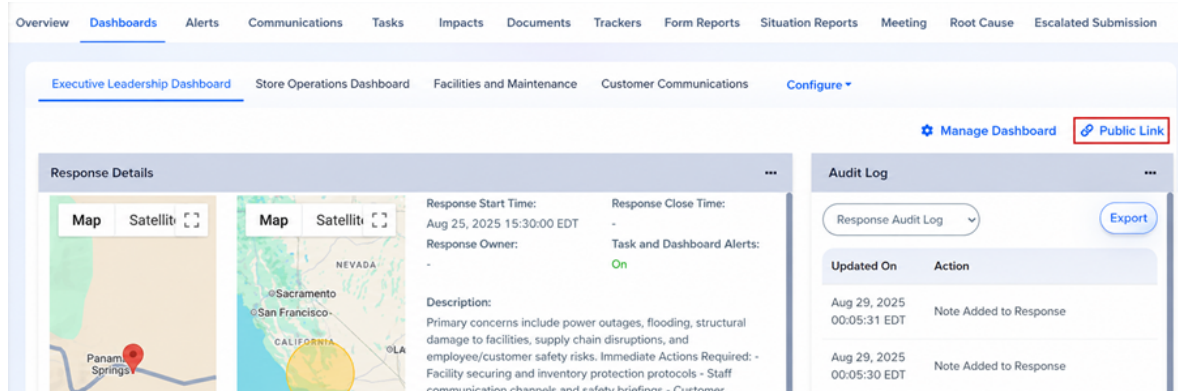 Overview Dashboards Alerts Communications Tasks Impacts Documents Trackers Form Reports Situation Reports Meeting Root Cause Escalated Submission
Executive Leadership Dashboard Store Operations Dashboard Facilities and Maintenance Customer Communications Configure
Manage Dashboard Public Link
Response Details
Map Satellit
Panam
Springs
Map Satellit
NEVADA
Sacramento
San Francisco
CALIFORNIA
LA
Response Start Time: Response Close Time:
Aug 25, 2025 15:30:00 EDT -
Response Owner: Task and Dashboard Alerts:
- On
Description:
Primary concerns include power outages, flooding, structural
damage to facilities, supply chain disruptions, and
employee/customer safety risks. Immediate Actions Required: -
Facility securing and inventory protection protocols - Staff
communication channels and safety briefings - Customer
Audit Log
Response Audit Log Export
Updated On Action
Aug 29, 2025
00:05:31 EDT Note Added to Response
Aug 29, 2025
00:05:30 EDT Note Added to Response